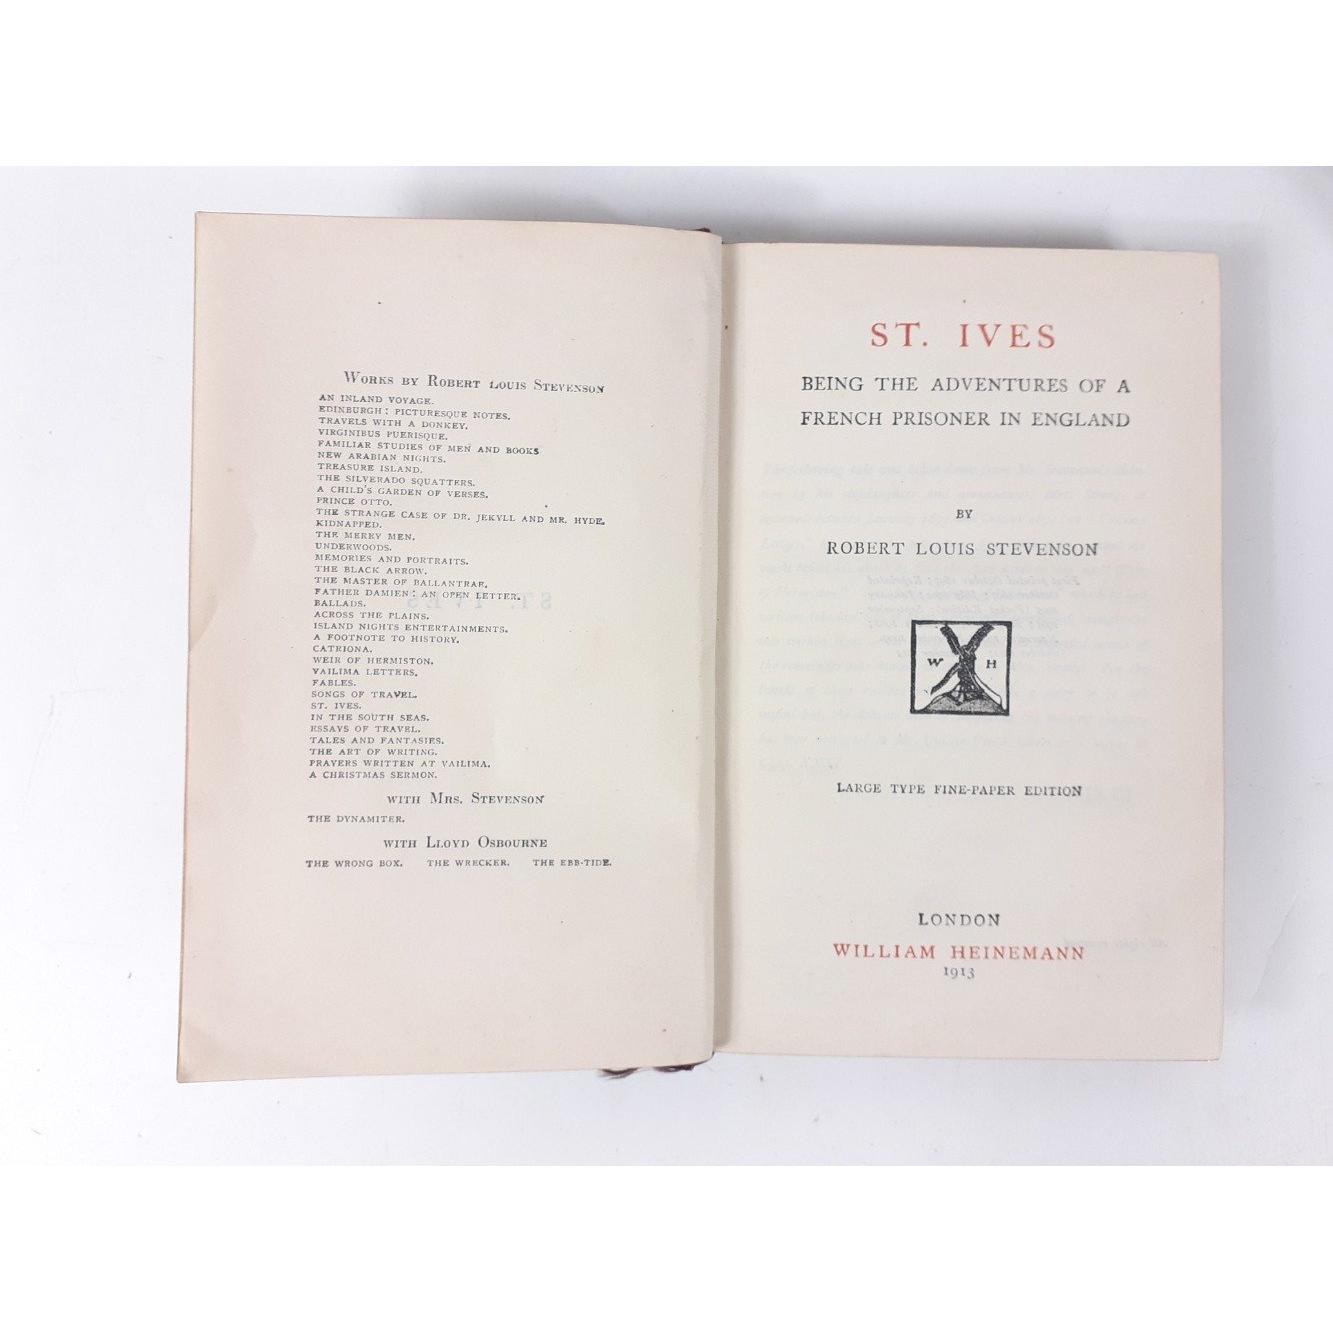 WORKS BY ROBERT LOUIS STEVENSON
AN INLAND VOYAGE.
EDINBURGH: PICTURESQUE NOTES.
TRAVELS WITH A DONKEY.
VIRGINIBUS PUERISQUE.
FAMILIAR STUDIES OF MEN AND BOOKS
NEW ARABIAN NIGHTS.
TREASURE ISLAND.
THE SILVERADO SQUATTERS.
A CHILD'S GARDEN OF VERSES.
PRINCE OTTO.
THE STRANGE CASE OF DR. JEKYLL AND MR. HYDE.
KIDNAPPED.
THE MERRY MEN.
UNDERWOODS.
MEMORIES AND PORTRAITS.
THE BLACK ARROW.
THE MASTER OF BALLANTRAE.
FATHER DAMIEN: AN OPEN LETTER.
BALLADS.
ACROSS THE PLAINS.
ISLAND NIGHTS ENTERTAINMENTS.
A FOOTNOTE TO HISTORY.
CATRIONA.
WEIR OF HERMISTON.
VAILIMA LETTERS.
FABLES.
SONGS OF TRAVEL.
ST. IVES.
IN THE SOUTH SEAS.
ESSAYS OF TRAVEL.
TALES AND FANTASIES.
THE ART OF WRITING.
PRAYERS WRITTEN AT VAILIMA.
A CHRISTMAS SERMON.
WITH MRS. STEVENSON
THE DYNAMITER.
WITH LLOYD OSBOURNE
THE WRONG BOX. THE WRECKER. THE EBB-TIDE.
ST. IVES
BEING THE ADVENTURES OF A
FRENCH PRISONER IN ENGLAND
BY
ROBERT LOUIS STEVENSON
W H
LARGE TYPE FINE-PAPER EDITION
LONDON
WILLIAM HEINEMANN
1913